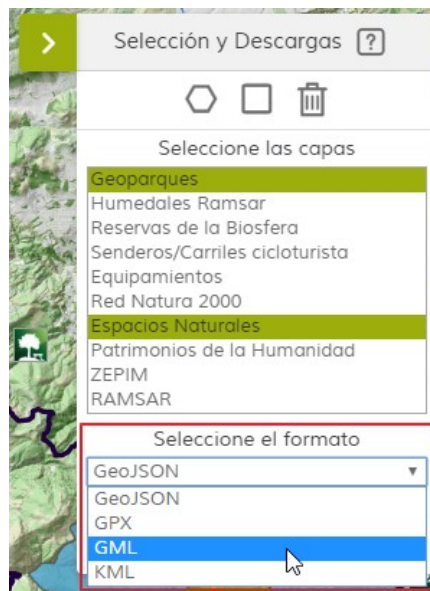 Selección y Descargas ?
Seleccione las capas
Geoparques
Humedales Ramsar
Reservas de la Biosfera
Senderos/Carriles cicloturista
Equipamientos
Red Natura 2000
Espacios Naturales
Patrimonios de la Humanidad
ZEPIM
RAMSAR
Seleccione el formato
GeoJSON
GeoJSON
GPX
GML
KML